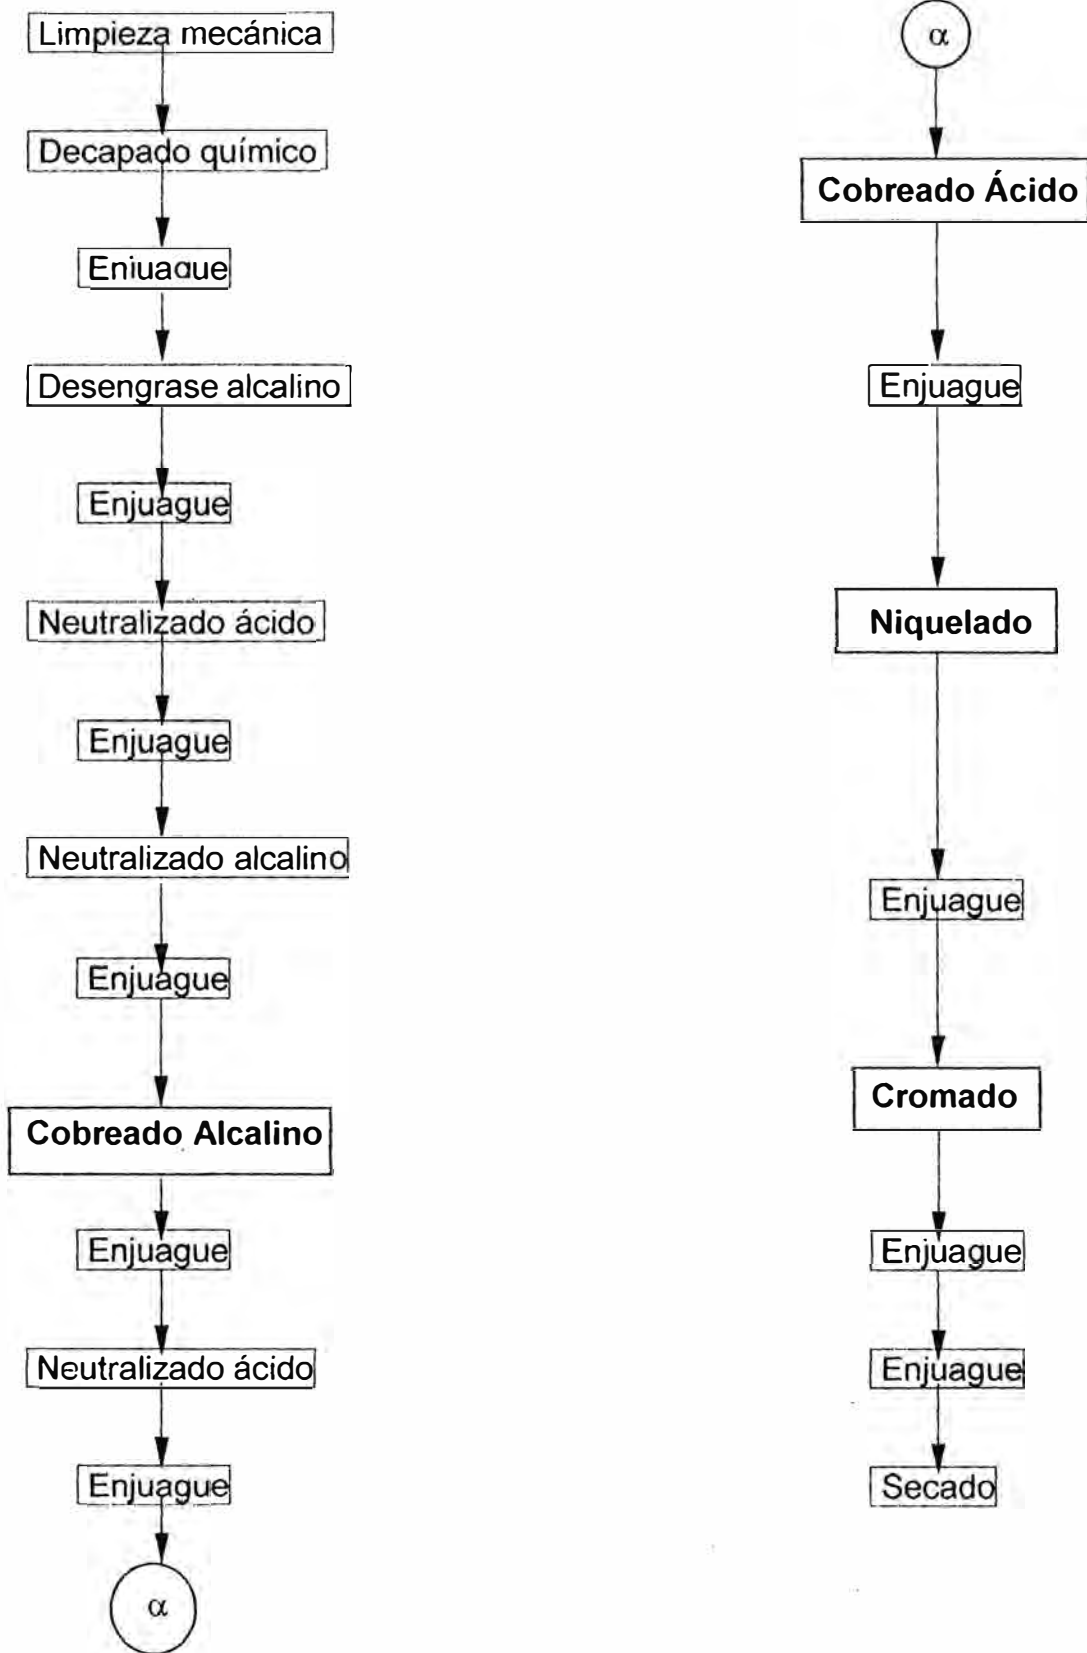 Limpieza mecánica
Decapado químico
Eniuaque
Desengrase alcalino
Enjuague
Neutralizado ácido
Enjuague
Neutralizado alcalino
Enjuague
Cobreado Alcalino
Enjuague
Neutralizado ácido
Enjuague
α
α
Cobreado Ácido
Enjuague
Niquelado
Enjuague
Cromado
Enjuague
Enjuague
Secado